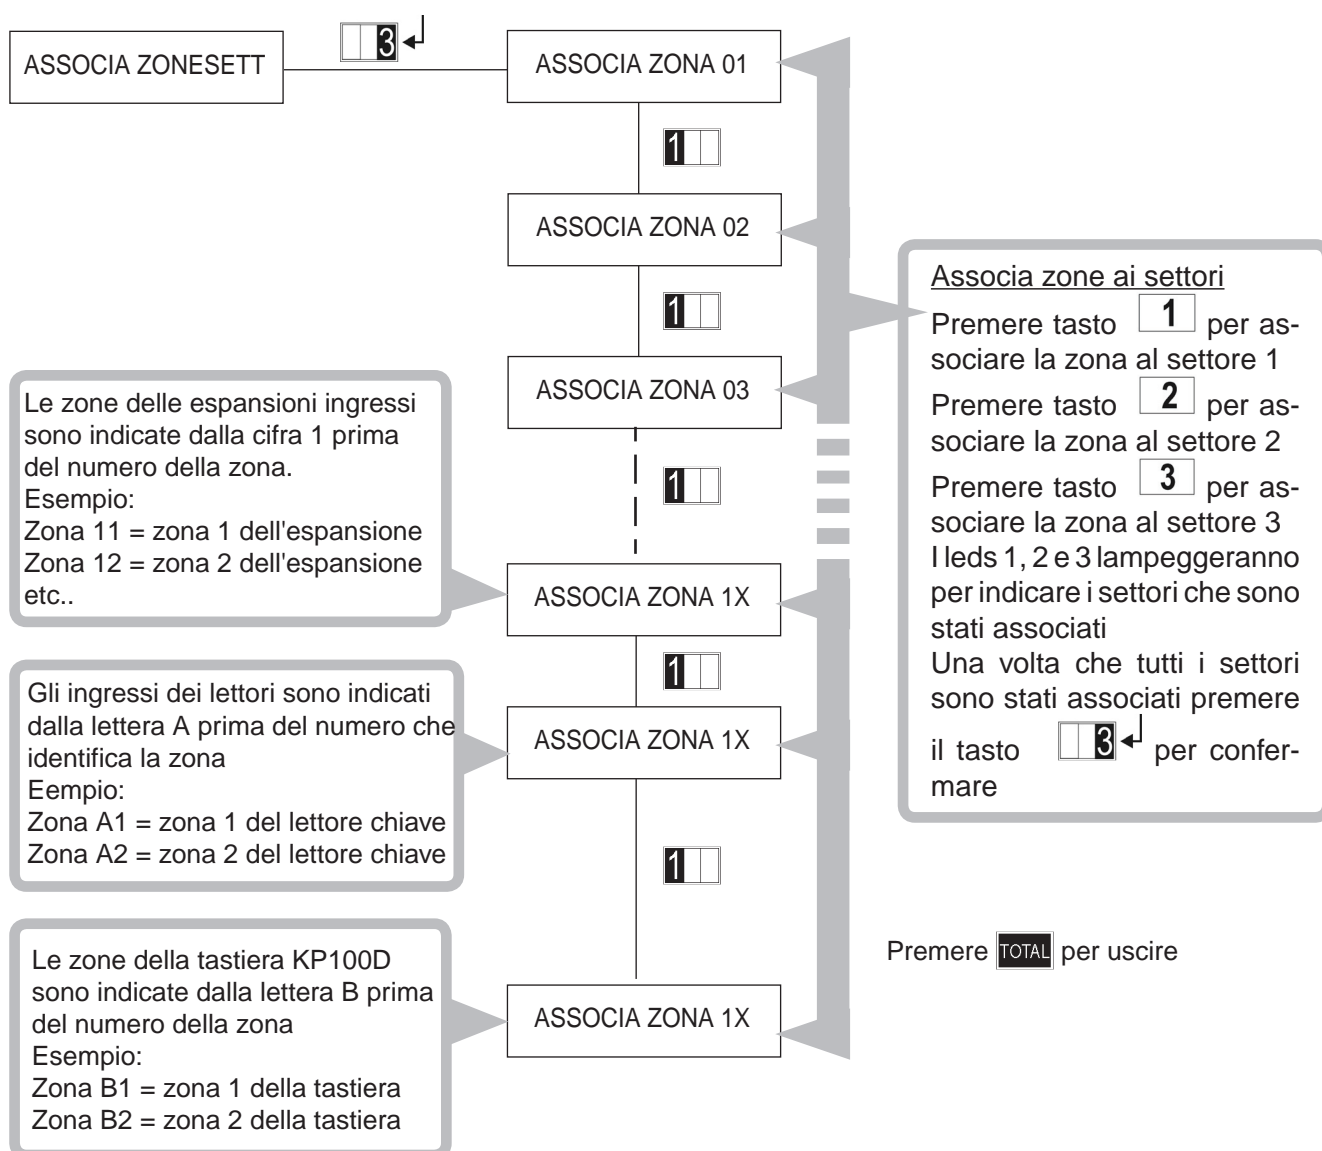 ASSOCIA ZONESETT
3
ASSOCIA ZONA 01
1
ASSOCIA ZONA 02
1
ASSOCIA ZONA 03
1
ASSOCIA ZONA 1X
1
ASSOCIA ZONA 1X
1
ASSOCIA ZONA 1X
Le zone delle espansioni ingressi
sono indicate dalla cifra 1 prima
del numero della zona.
Esempio:
Zona 11 = zona 1 dell'espansione
Zona 12 = zona 2 dell'espansione
etc..
Gli ingressi dei lettori sono indicati
dalla lettera A prima del numero che
identifica la zona
Eempio:
Zona A1 = zona 1 del lettore chiave
Zona A2 = zona 2 del lettore chiave
Le zone della tastiera KP100D
sono indicate dalla lettera B prima
del numero della zona
Esempio:
Zona B1 = zona 1 della tastiera
Zona B2 = zona 2 della tastiera
Associa zone ai settori
Premere tasto 1 per as-
sociare la zona al settore 1
Premere tasto 2 per as-
sociare la zona al settore 2
Premere tasto 3 per as-
sociare la zona al settore 3
I leds 1, 2 e 3 lampeggeranno
per indicare i settori che sono
stati associati
Una volta che tutti i settori
sono stati associati premere
il tasto 3 per confer-
mare
Premere TOTAL per uscire